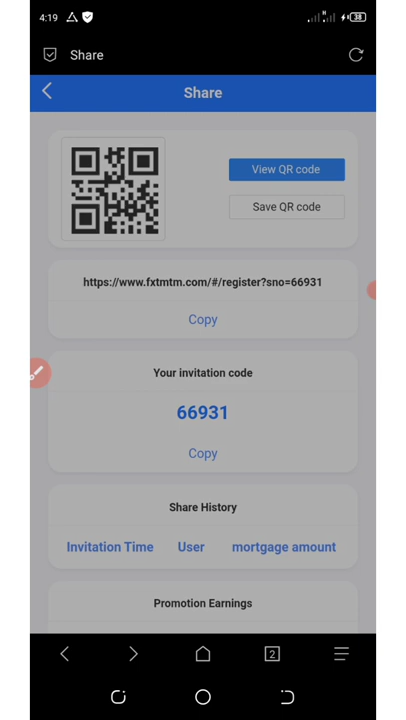 4:19
H
38
Share
Share
View QR code
Save QR code
https://www.fxtmtm.com/#/register?sno=66931
Copy
Your invitation code
66931
Copy
Share History
Invitation Time User mortgage amount
Promotion Earnings
2